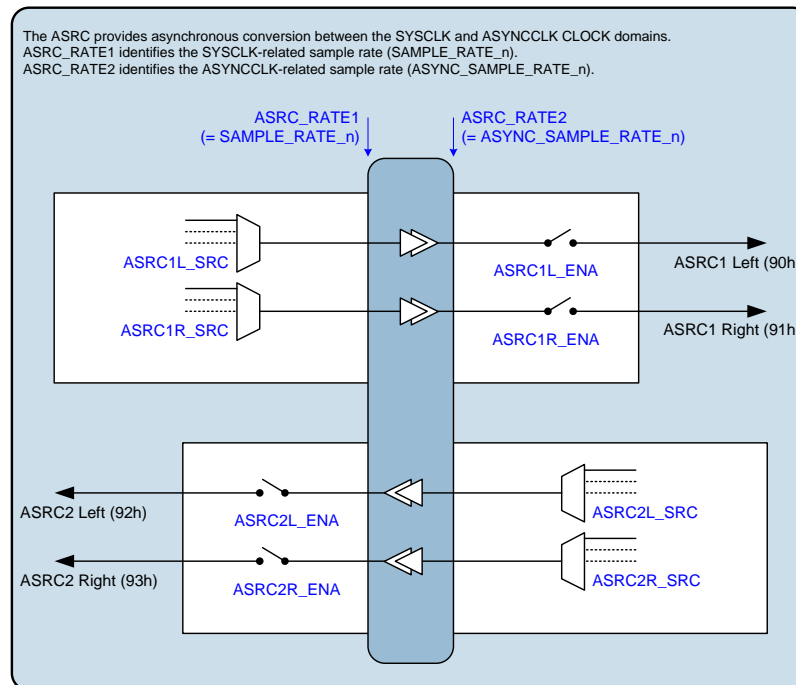 The ASRC provides asynchronous conversion between the SYSCLK and ASYNCCLK CLOCK domains.
ASRC_RATE1 identifies the SYSCLK-related sample rate (SAMPLE_RATE_n).
ASRC_RATE2 identifies the ASYNCCLK-related sample rate (ASYNC_SAMPLE_RATE_n).
ASRC_RATE1
(= SAMPLE_RATE_n)
ASRC_RATE2
(= ASYNC_SAMPLE_RATE_n)
ASRC1L_SRC
ASRC1L_ENA
ASRC1 Left (90h
ASRC1R_SRC
ASRC1R_ENA
ASRC1 Right (91h
ASRC2 Left (92h)
ASRC2L_ENA
ASRC2L_SRC
ASRC2 Right (93h)
ASRC2R_ENA
ASRC2R_SRC